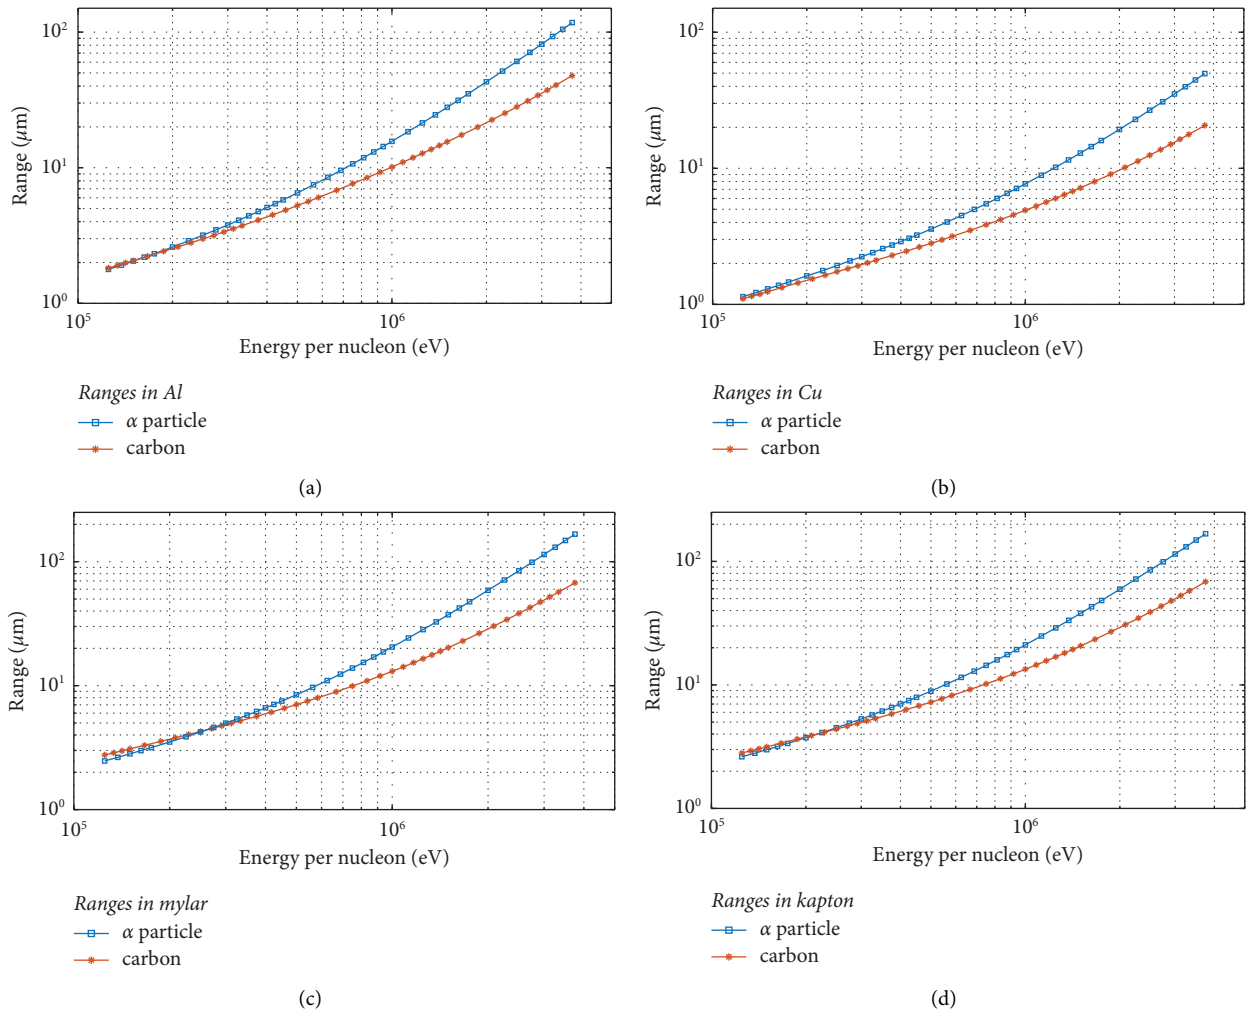 10²
10¹
10⁰
Range (μm)
10⁵
10⁶
Energy per nucleon (eV)
Ranges in Al
α particle
carbon
(a)
10²
10¹
10⁰
Range (μm)
10⁵
10⁶
Energy per nucleon (eV)
Ranges in Cu
α particle
carbon
(b)
10²
10¹
10⁰
Range (μm)
10⁵
10⁶
Energy per nucleon (eV)
Ranges in mylar
α particle
carbon
(c)
10²
10¹
10⁰
Range (μm)
10⁵
10⁶
Energy per nucleon (eV)
Ranges in kapton
α particle
carbon
(d)